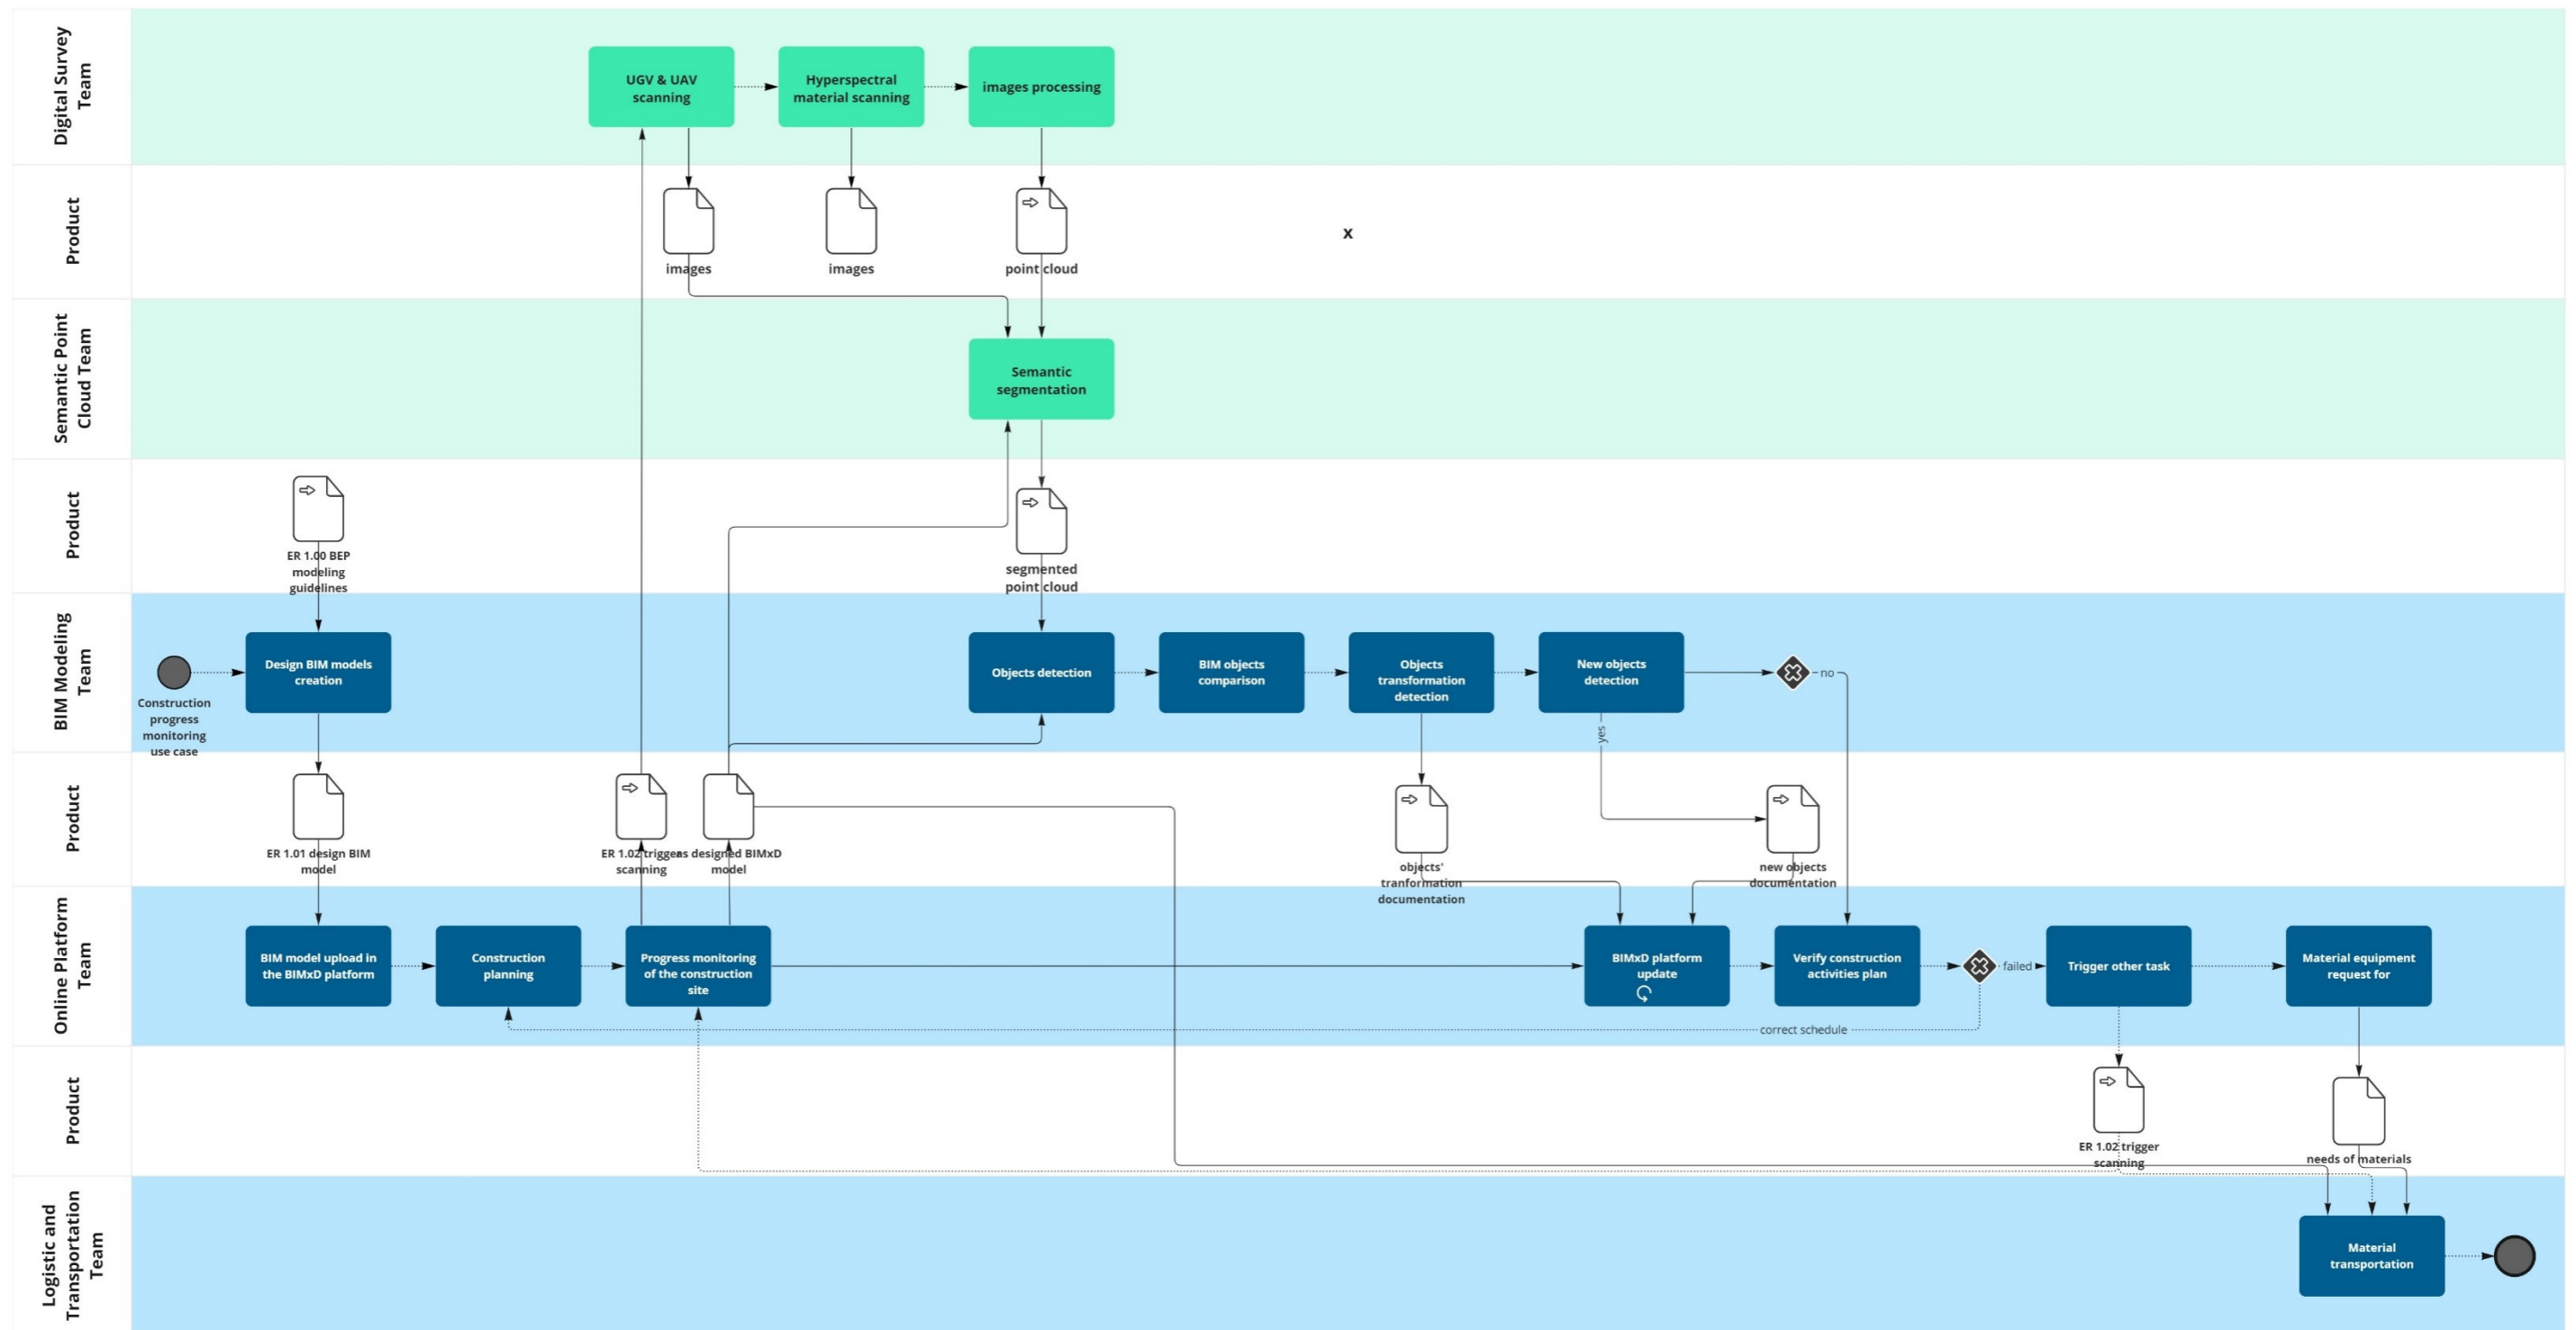 Digital Survey
Team
UGV & UAV
scanning
Hyperspectral
material scanning
images processing
Product
images
images
point cloud
x
Semantic Point
Cloud Team
Semantic
segmentation
Product
ER 1.00 BEP
modeling
guidelines
segmented
point cloud
BIM Modeling
Team
Construction
progress
monitoring
use case
Design BIM models
creation
Objects detection
BIM objects
comparison
Objects
transformation
detection
New objects
detection
no
yes
Product
ER 1.01 design BIM
model
ER 1.02 trigger
scanning
as designed BIMxD
model
objects'
tranformation
documentation
new objects
documentation
Online Platform
Team
BIM model upload in
the BIMxD platform
Construction
planning
Progress monitoring
of the construction
site
BIMxD platform
update
Verify construction
activities plan
failed
Trigger other task
Material equipment
request for
correct schedule
Product
ER 1.02 trigger
scanning
needs of materials
Logistic and
Transportation
Team
Material
transportation